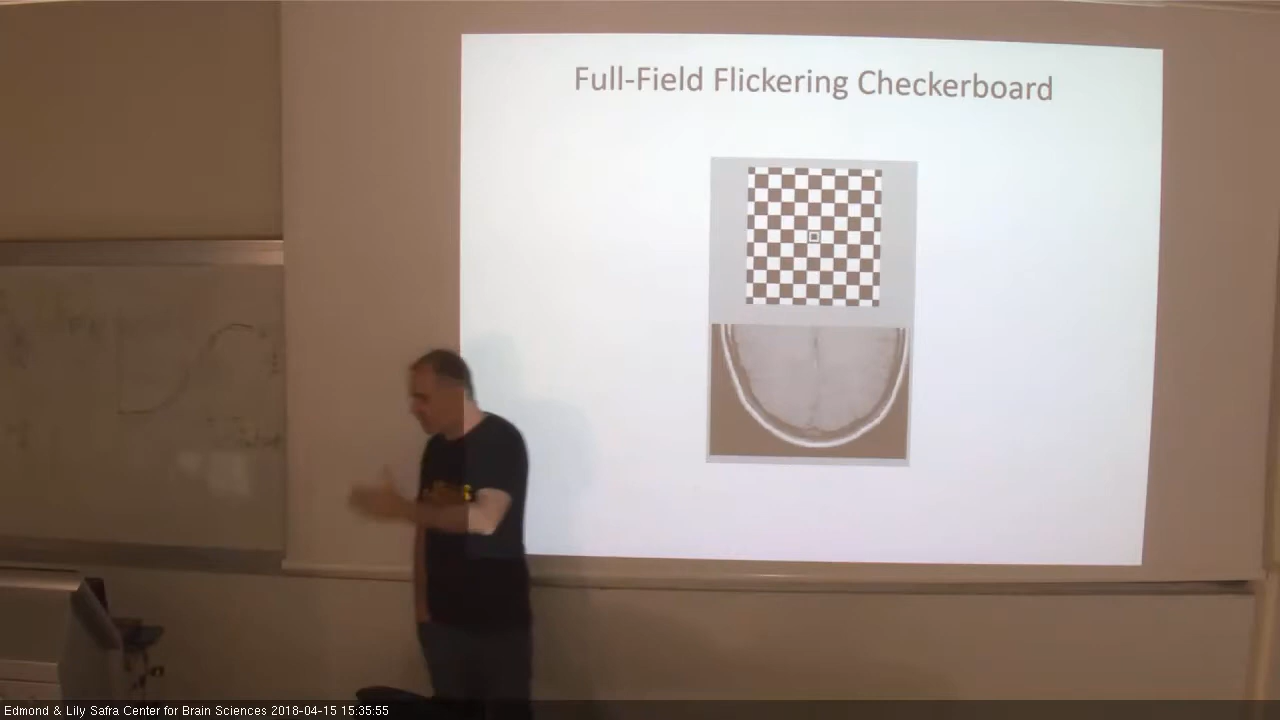 Full-Field Flickering Checkerboard
Edmond & Lily Safra Center for Brain Sciences 2018-04-15 15:35:55